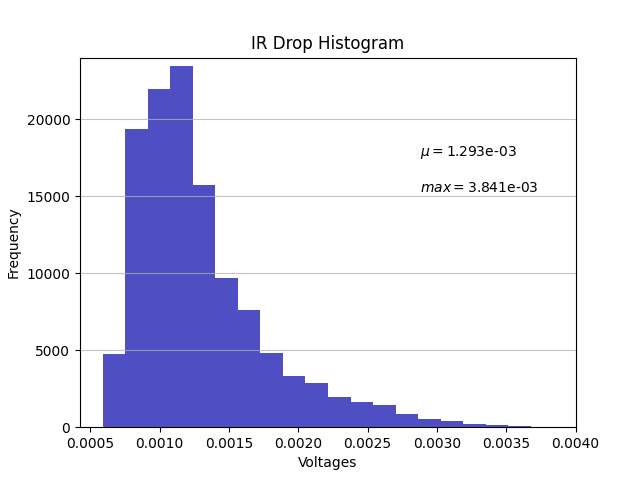 IR Drop Histogram
20000
15000
10000
5000
0
Frequency
μ = 1.293e-03
max = 3.841e-03
0.0005 0.0010 0.0015 0.0020 0.0025 0.0030 0.0035 0.0040
Voltages